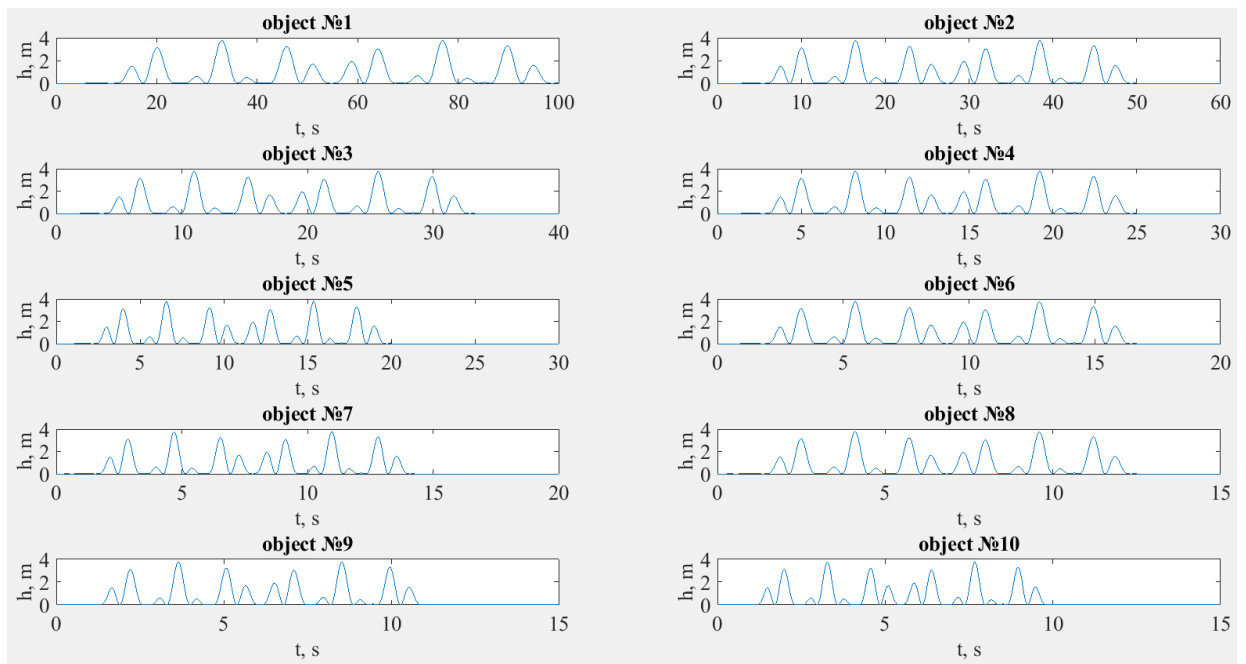 object №1
h, m
4
2
0
0 20 40 60 80 100
t, s
object №2
h, m
4
2
0
0 10 20 30 40 50 60
t, s
object №3
h, m
4
2
0
0 10 20 30 40
t, s
object №4
h, m
4
2
0
0 5 10 15 20 25 30
t, s
object №5
h, m
4
2
0
0 5 10 15 20 25 30
t, s
object №6
h, m
4
2
0
0 5 10 15 20
t, s
object №7
h, m
4
2
0
0 5 10 15 20
t, s
object №8
h, m
4
2
0
0 5 10 15
t, s
object №9
h, m
4
2
0
0 5 10 15
t, s
object №10
h, m
4
2
0
0 5 10 15
t, s